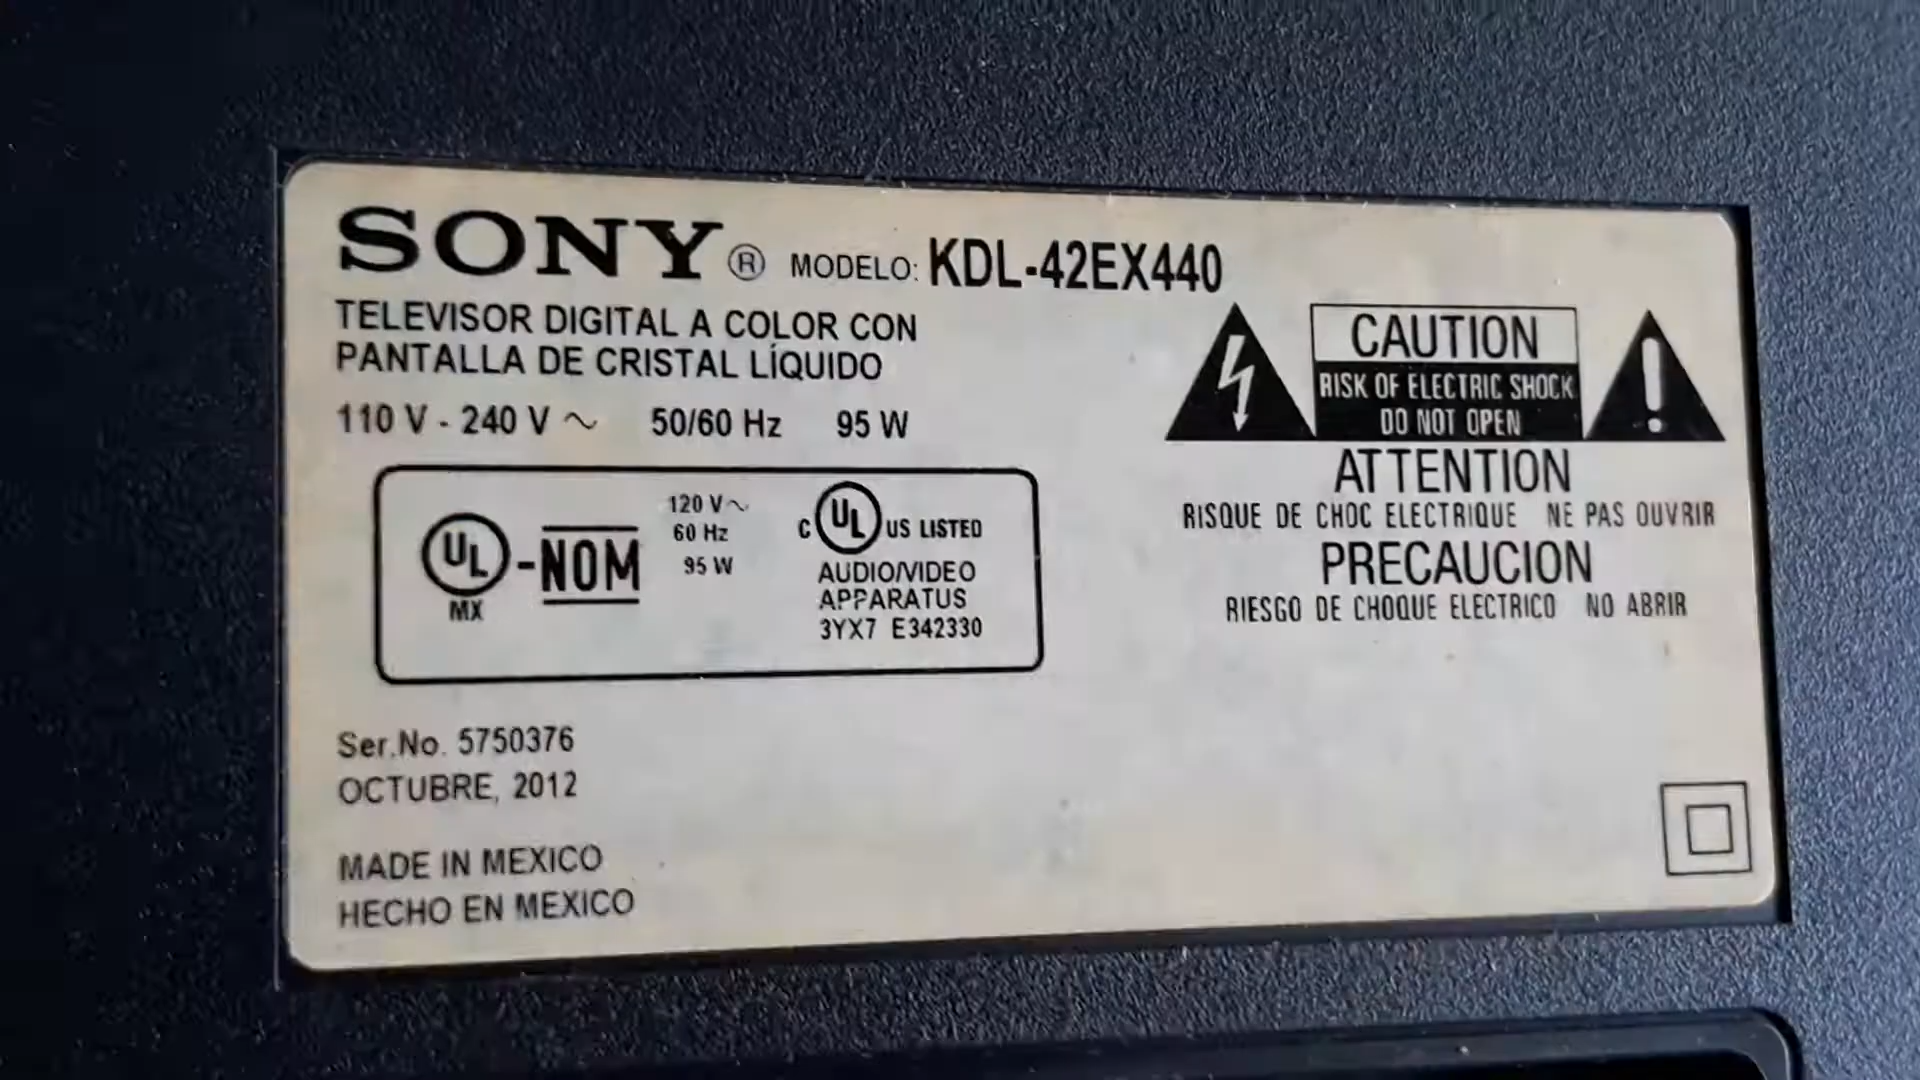 SONY® MODELO: KDL-42EX440
TELEVISOR DIGITAL A COLOR CON
PANTALLA DE CRISTAL LÍQUIDO
110 V - 240 V ~ 50/60 Hz 95 W
UL MX -NOM
120 V ~
60 Hz
95 W
C UL US LISTED
AUDIO/VIDEO
APPARATUS
3YX7 E342330
Ser.No. 5750376
OCTUBRE, 2012
MADE IN MEXICO
HECHO EN MEXICO
CAUTION
RISK OF ELECTRIC SHOCK
DO NOT OPEN
ATTENTION
RISQUE DE CHOC ELECTRIQUE NE PAS OUVRIR
PRECAUCION
RIESGO DE CHOQUE ELECTRICO NO ABRIR